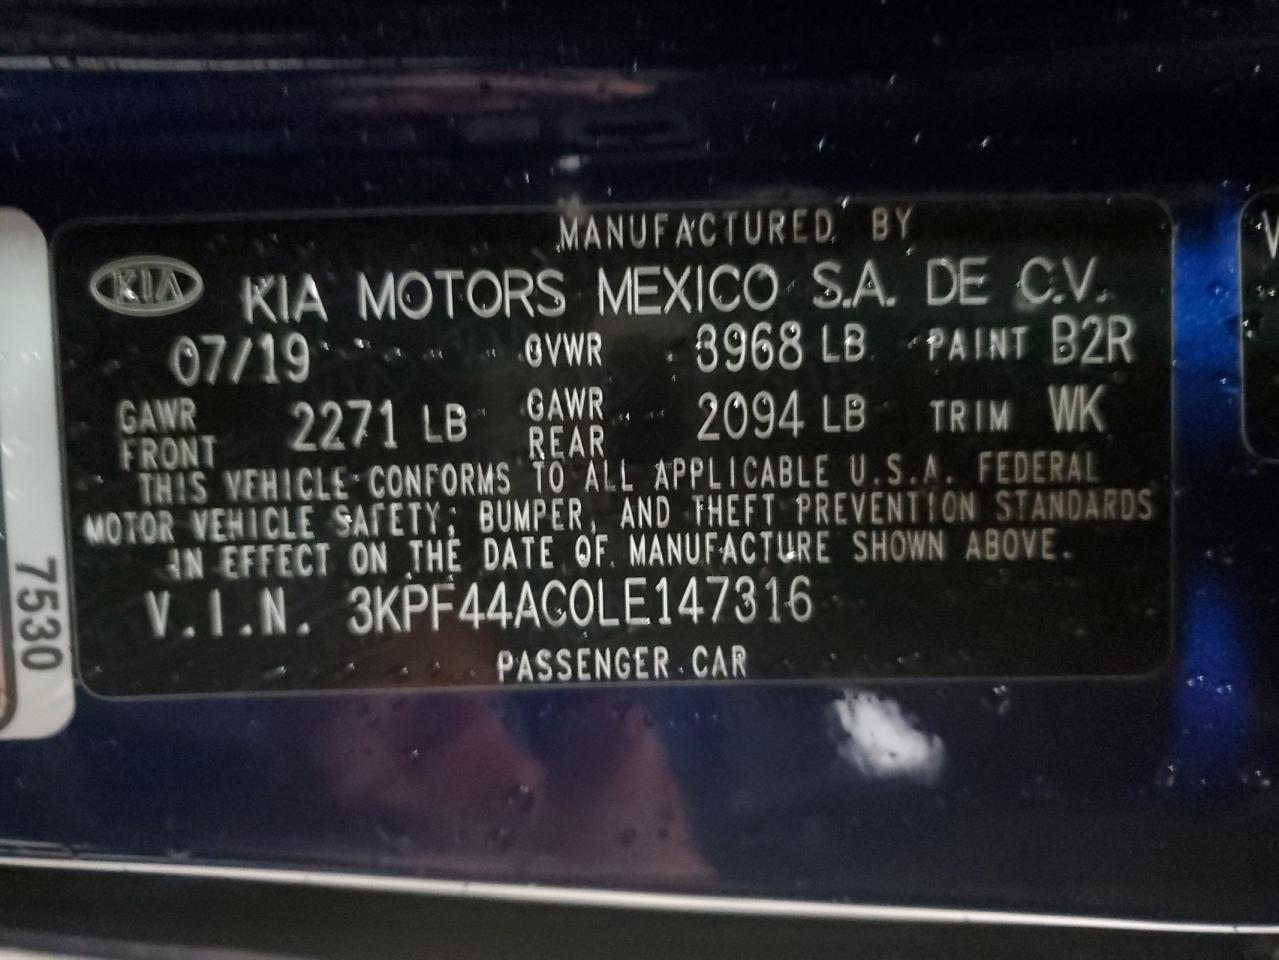 MANUFACTURED BY
KIA KIA MOTORS MEXICO S.A. DE C.V.
07/19 GVWR 3968 LB PAINT B2R
GAWR FRONT 2271 LB GAWR REAR 2094 LB TRIM WK
THIS VEHICLE CONFORMS TO ALL APPLICABLE U.S.A. FEDERAL
MOTOR VEHICLE SAFETY, BUMPER, AND THEFT PREVENTION STANDARDS
IN EFFECT ON THE DATE OF MANUFACTURE SHOWN ABOVE.
V.I.N. 3KPF44AC0LE147316
PASSENGER CAR
7530